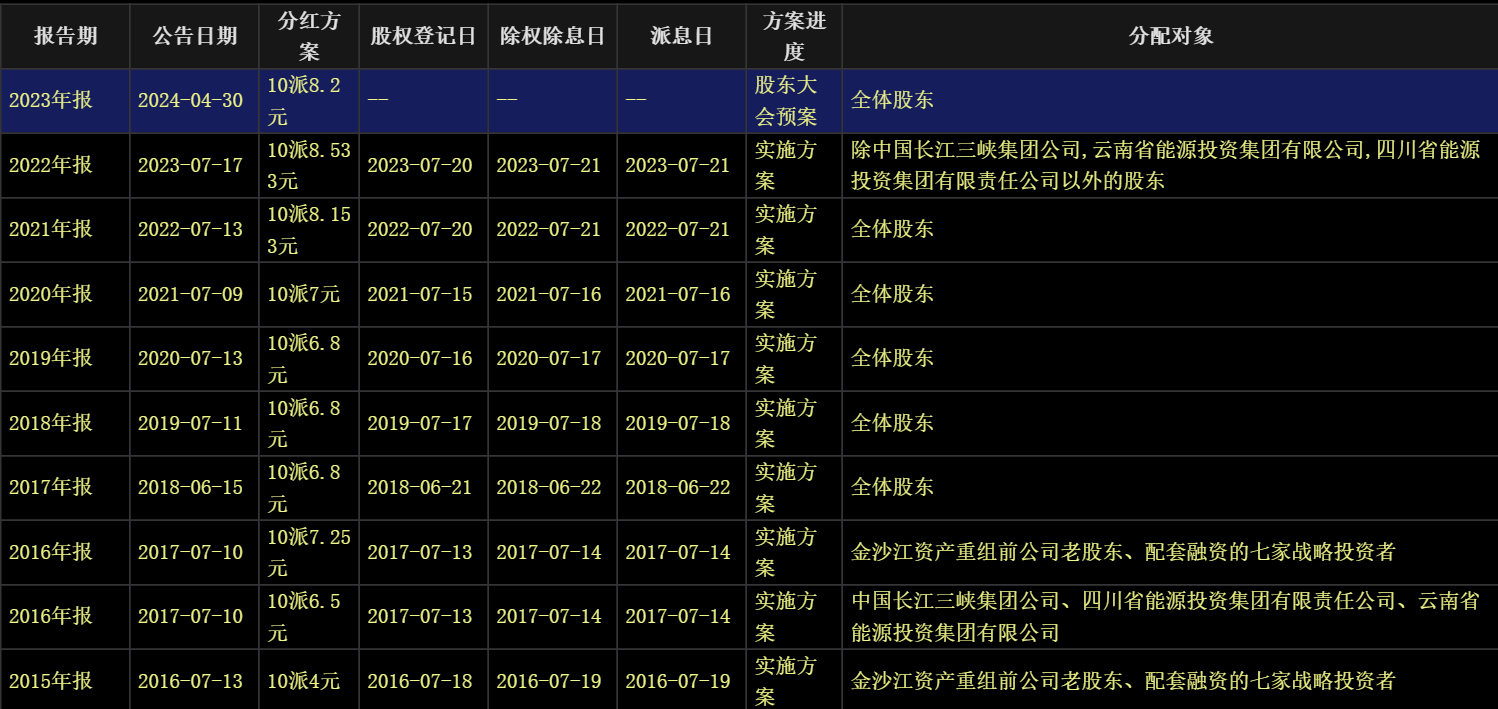 报告期 公告日期 分红方案 股权登记日 除权除息日 派息日 方案进度 分配对象
2023年报 2024-04-30 10派8.2元 -- -- -- 股东大会预案 全体股东
2022年报 2023-07-17 10派8.533元 2023-07-20 2023-07-21 2023-07-21 实施方案 除中国长江三峡集团公司,云南省能源投资集团有限公司,四川省能源投资集团有限责任公司以外的股东
2021年报 2022-07-13 10派8.153元 2022-07-20 2022-07-21 2022-07-21 实施方案 全体股东
2020年报 2021-07-09 10派7元 2021-07-15 2021-07-16 2021-07-16 实施方案 全体股东
2019年报 2020-07-13 10派6.8元 2020-07-16 2020-07-17 2020-07-17 实施方案 全体股东
2018年报 2019-07-11 10派6.8元 2019-07-17 2019-07-18 2019-07-18 实施方案 全体股东
2017年报 2018-06-15 10派6.8元 2018-06-21 2018-06-22 2018-06-22 实施方案 全体股东
2016年报 2017-07-10 10派7.25元 2017-07-13 2017-07-14 2017-07-14 实施方案 金沙江资产重组前公司老股东、配套融资的七家战略投资者
2016年报 2017-07-10 10派6.5元 2017-07-13 2017-07-14 2017-07-14 实施方案 中国长江三峡集团公司、四川省能源投资集团有限责任公司、云南省能源投资集团有限公司
2015年报 2016-07-13 10派4元 2016-07-18 2016-07-19 2016-07-19 实施方案 金沙江资产重组前公司老股东、配套融资的七家战略投资者